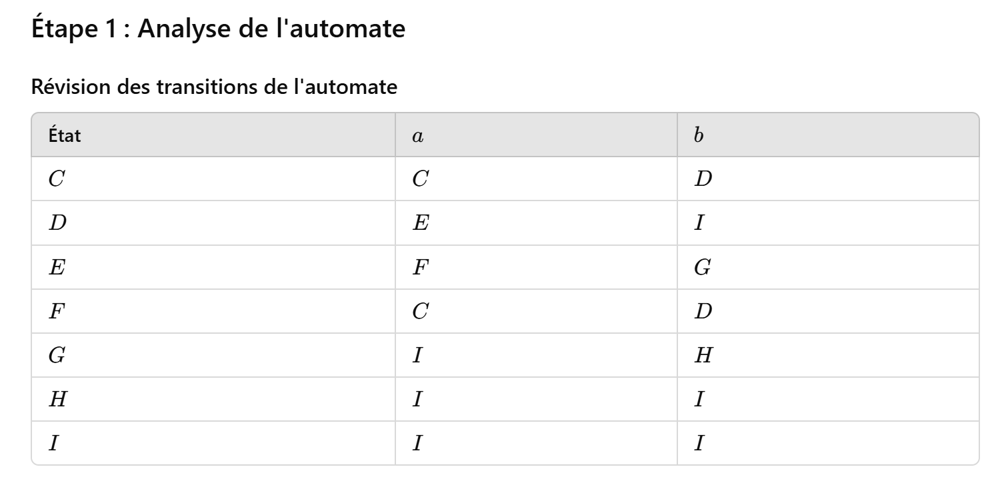 Étape 1 : Analyse de l'automate
Révision des transitions de l'automate
État a b
C C D
D E I
E F G
F C D
G I H
H I I
I I I